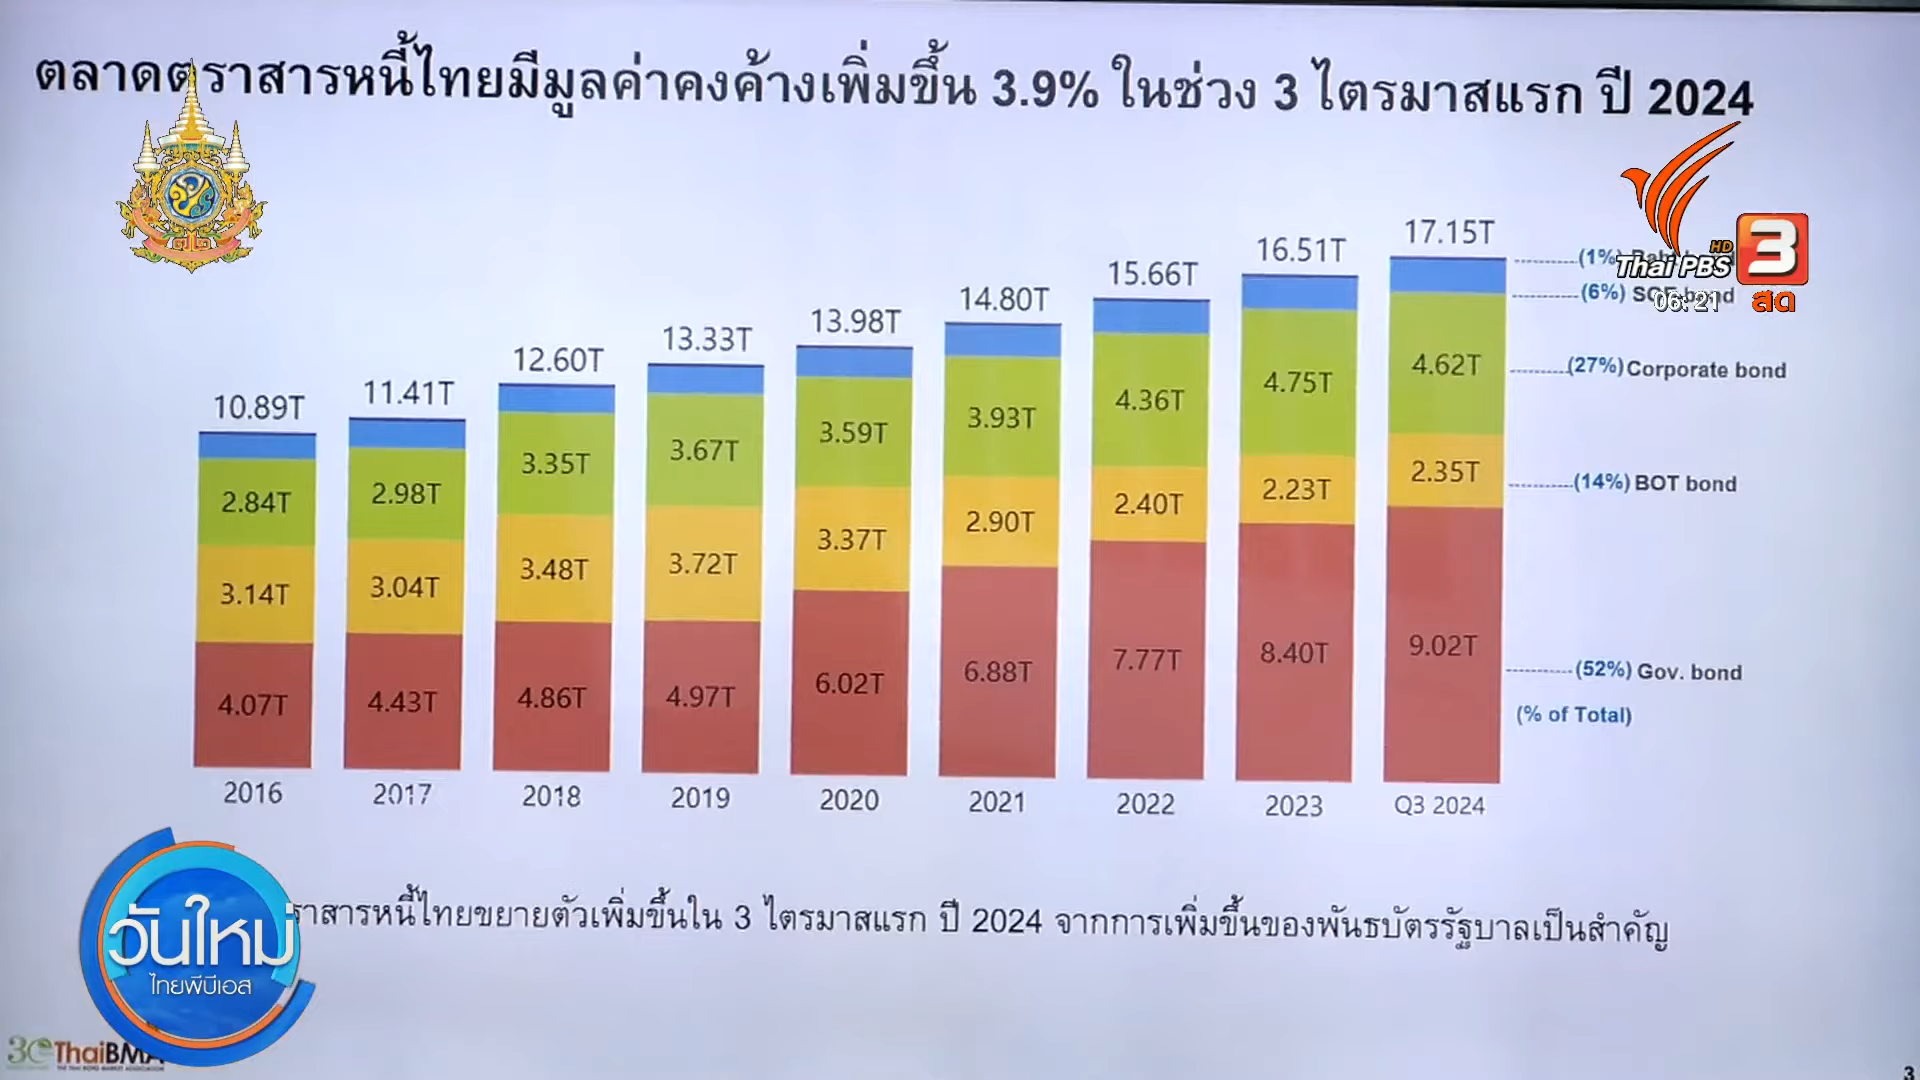 ตลาดตราสารหนี้ไทยมีมูลค่าคงค้างเพิ่มขึ้น 3.9% ในช่วง 3 ไตรมาสแรก ปี 2024
HD
Thai PBS 3
06:21 สด
10.89T 11.41T 12.60T 13.33T 13.98T 14.80T 15.66T 16.51T 17.15T
(1%)
(6%) bond
2.84T 2.98T 3.35T 3.67T 3.59T 3.93T 4.36T 4.75T 4.62T (27%) Corporate bond
3.14T 3.04T 3.48T 3.72T 3.37T 2.90T 2.40T 2.23T 2.35T (14%) BOT bond
4.07T 4.43T 4.86T 4.97T 6.02T 6.88T 7.77T 8.40T 9.02T (52%) Gov. bond
(% of Total)
2016 2017 2018 2019 2020 2021 2022 2023 Q3 2024
ราสารหนี้ไทยขยายตัวเพิ่มขึ้นใน 3 ไตรมาสแรก ปี 2024 จากการเพิ่มขึ้นของพันธบัตรรัฐบาลเป็นสำคัญ
วันใหม่
ไทยพีบีเอส
ThaiBMA
THE THAI BOND MARKET ASSOCIATION
3